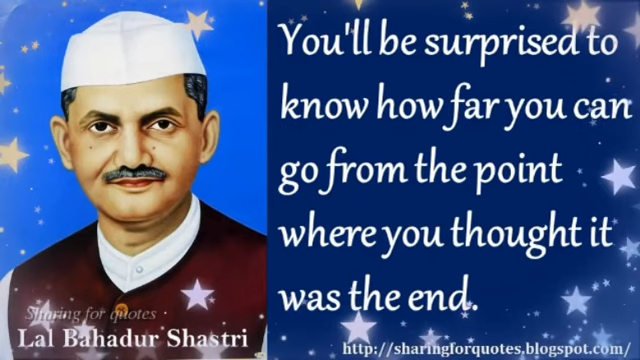 You'll be surprised to
know how far you can
go from the point
where you thought it
was the end.
Sharing for quotes
Lal Bahadur Shastri
http://sharingforquotes.blogspot.com/